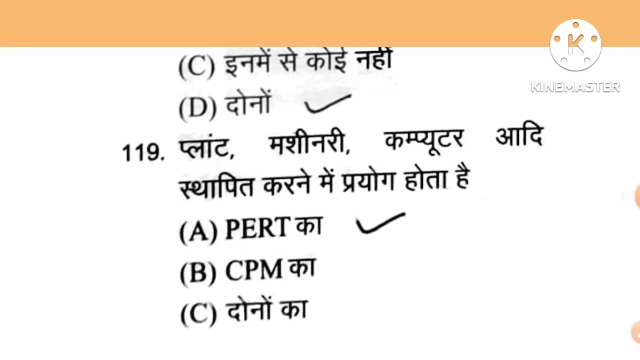 (C) इनमें से कोई नहीं
(D) दोनों
K
KINEMASTER
119. प्लांट, मशीनरी, कम्प्यूटर आदि
स्थापित करने में प्रयोग होता है
(A) PERT का
(B) CPM का
(C) दोनों का